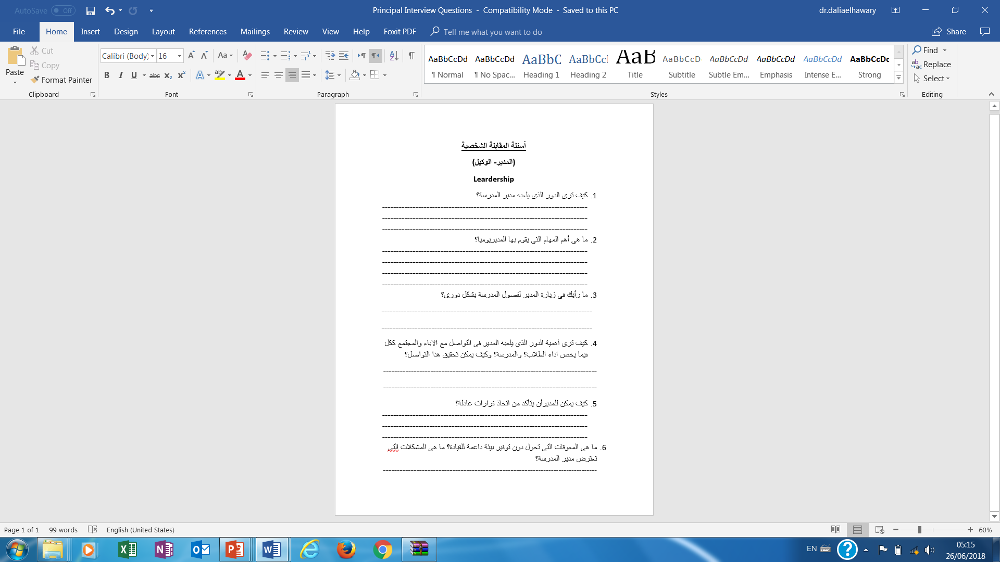 AutoSave Off
Principal Interview Questions - Compatibility Mode - Saved to this PC
dr.daliaelhawary
File Home Insert Design Layout References Mailings Review View Help Foxit PDF Tell me what you want to do Share
Paste
Cut
Copy
Format Painter
Clipboard
Calibri (Body) 16
Font
Paragraph
AaBbCcDd AaBbCcDd AaBbC AaBbCcI AaB AaBbCcD AaBbCcDd AaBbCcDd AaBbCcDd AaBbCcDc
¶ Normal ¶ No Spac... Heading 1 Heading 2 Title Subtitle Subtle Em... Emphasis Intense E... Strong
Styles
Find
Replace
Select
Editing
أسئلة المقابلة الشخصية
(المدير- الوكيل)
Leardership
1. كيف ترى الدور الذى يلعبه مدير المدرسة؟
2. ما هى أهم المهام التى يقوم بها المديريوميا؟
3. ما رأيك فى زيارة المدير لفصول المدرسة بشكل دورى؟
4. كيف ترى أهمية الدور الذى يلعبه المدير فى التواصل مع الاباء والمجتمع ككل
فيما يخص اداء الطلاب؟ والمدرسة؟ وكيف يمكن تحقيق هذا التواصل؟
5. كيف يمكن للمديرأن يتأكد من اتخاذ قرارات عادلة؟
6. ما هى المعوقات التى تحول دون توفير بيئة داعمة للقيادة؟ ما هى المشكلات التي
تعترض مدير المدرسة؟
Page 1 of 1 99 words English (United States) 60%
EN
05:15
26/06/2018